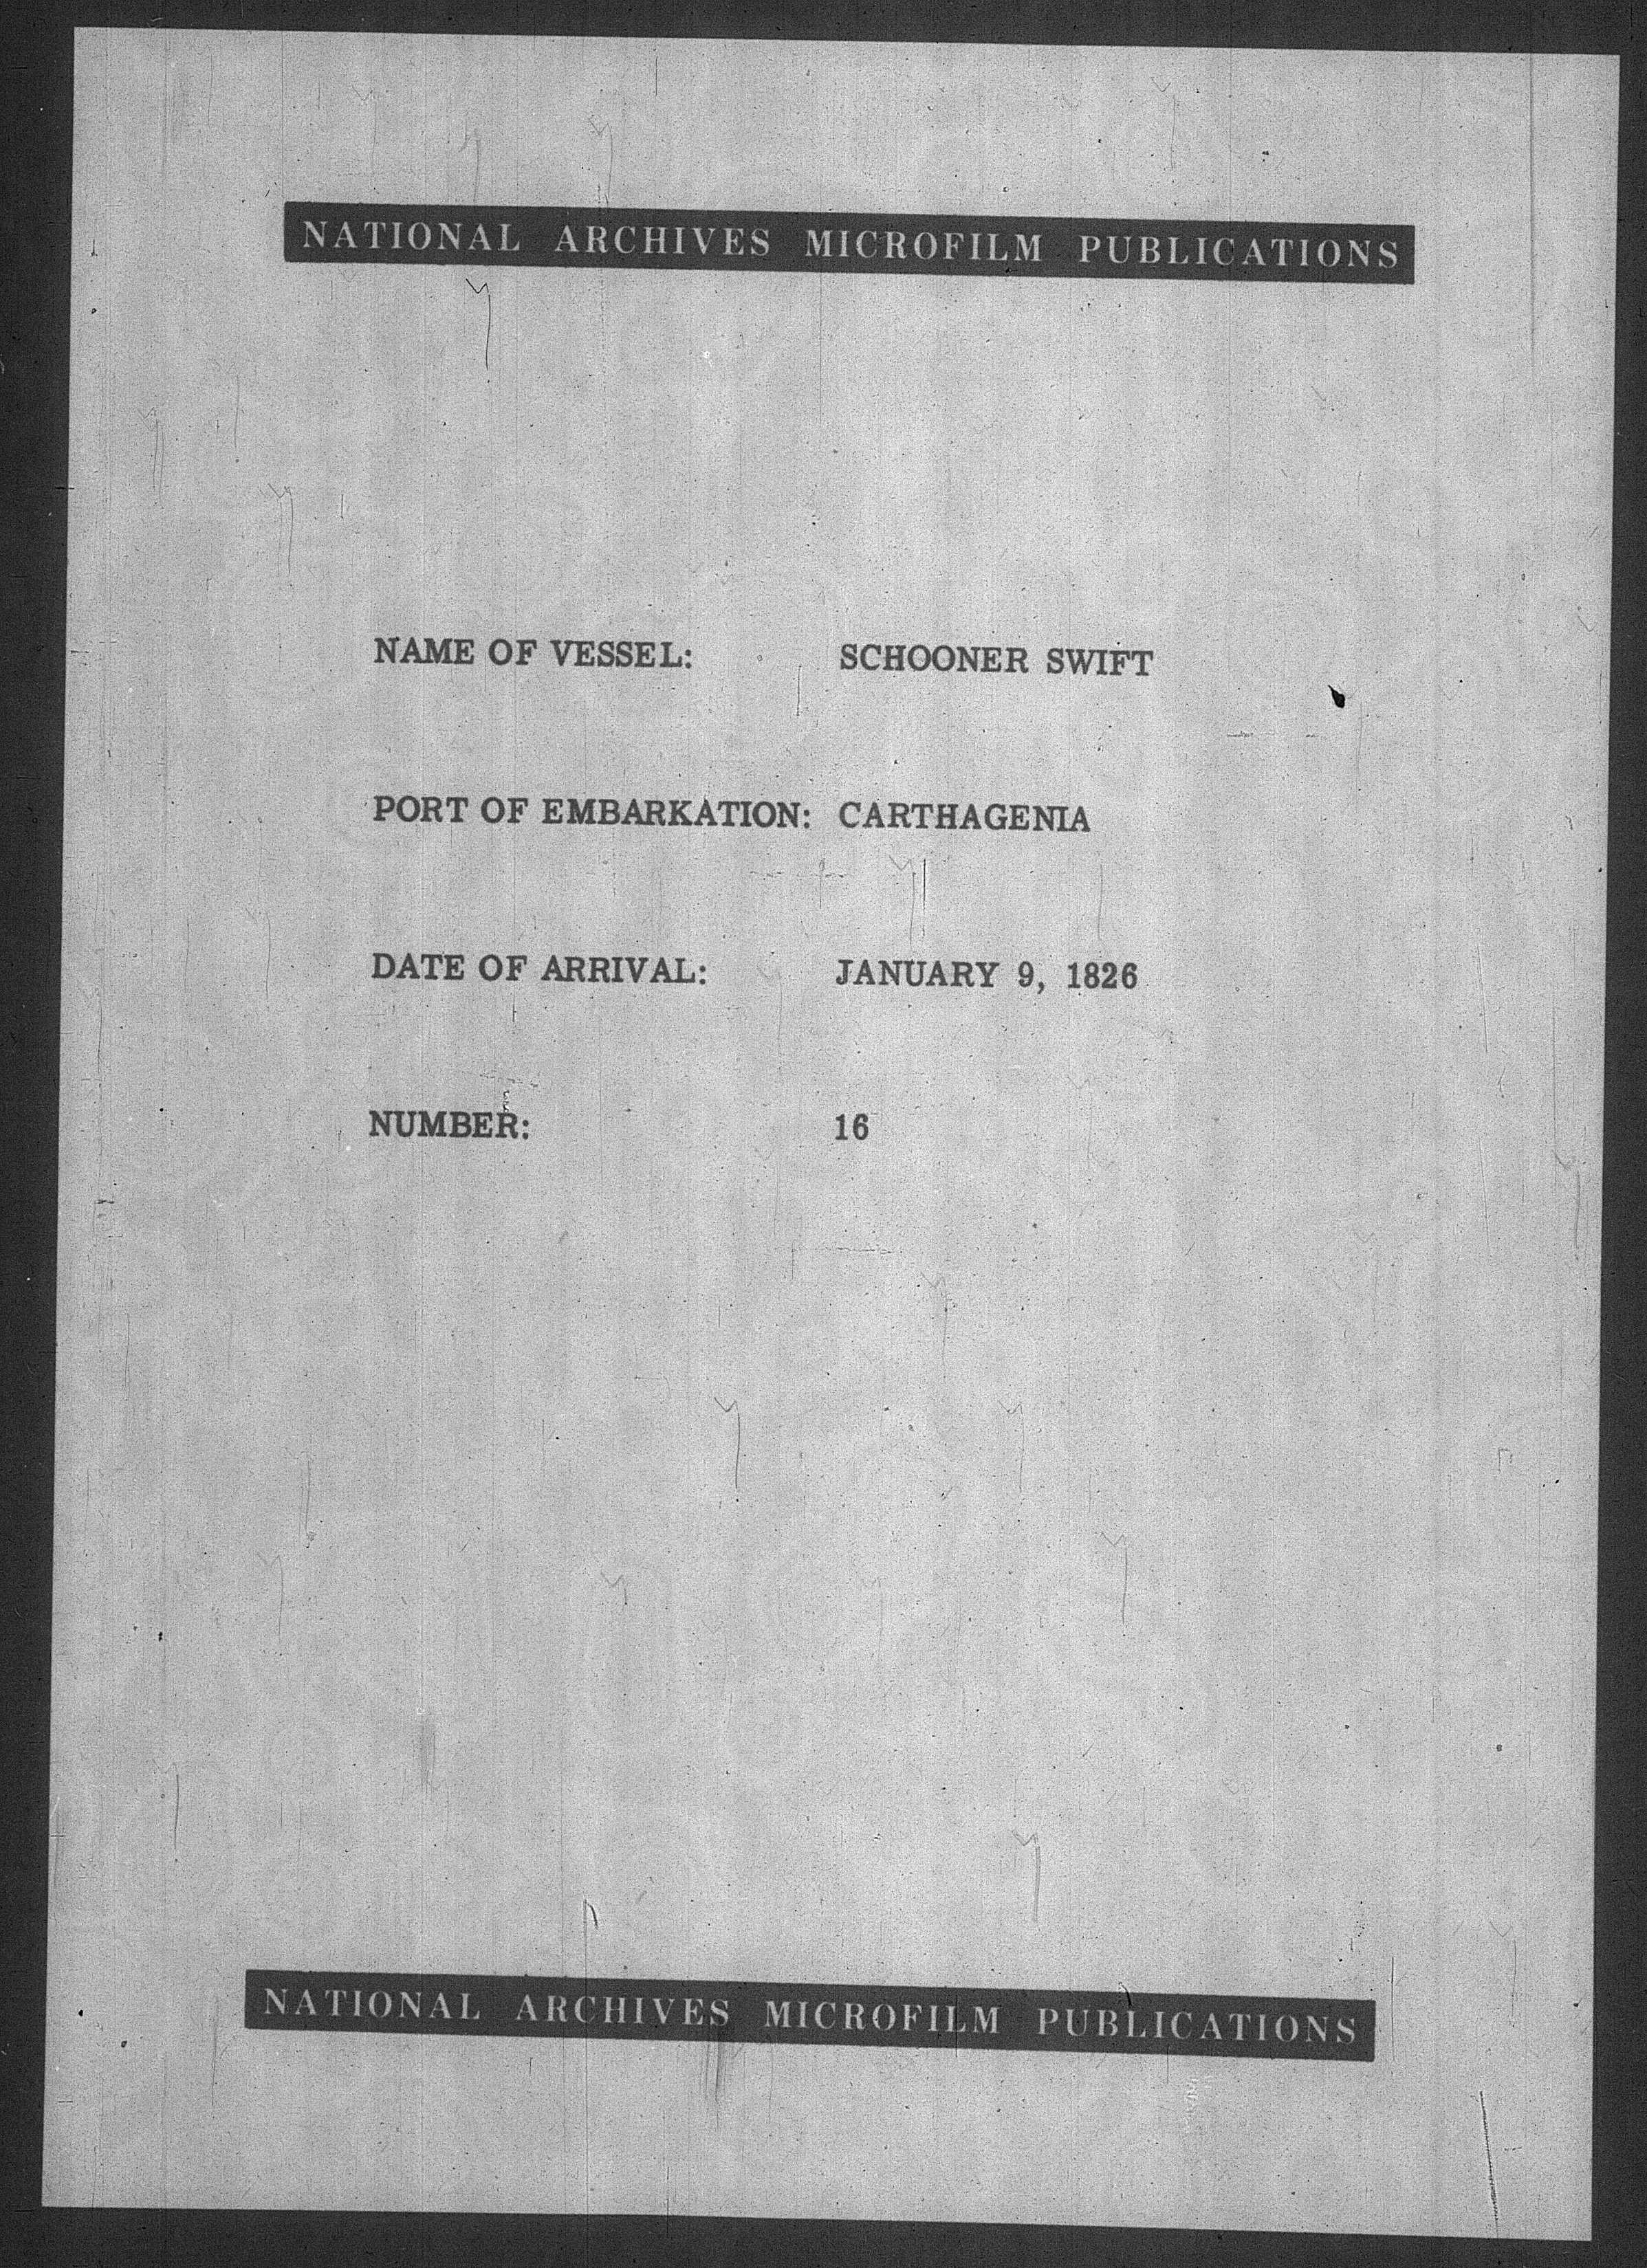 NATIONAL ARCHIVES MICROFILM PUBLICATIONS
NAME OF VESSEL: SCHOONER SWIFT
PORT OF EMBARKATION: CARTHAGENIA
DATE OF ARRIVAL: JANUARY 9, 1826
NUMBER: 16
NATIONAL ARCHIVES MICROFILM PUBLICATIONS